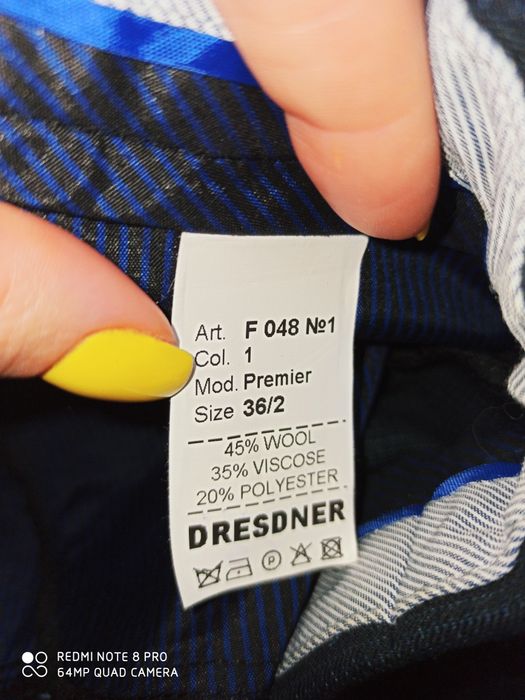 Art. F 048 №1
Col. 1
Mod. Premier
Size 36/2
45% WOOL
35% VISCOSE
20% POLYESTER
DRESDNER
P
REDMI NOTE 8 PRO
64MP QUAD CAMERA